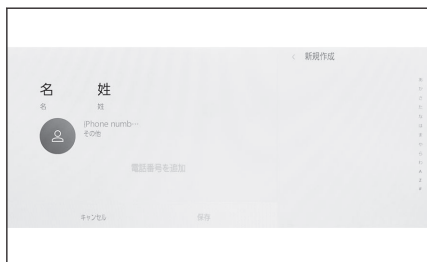 新規作成
名 姓
名 姓
iPhone numb…
その他
電話番号を追加
キャンセル 保存